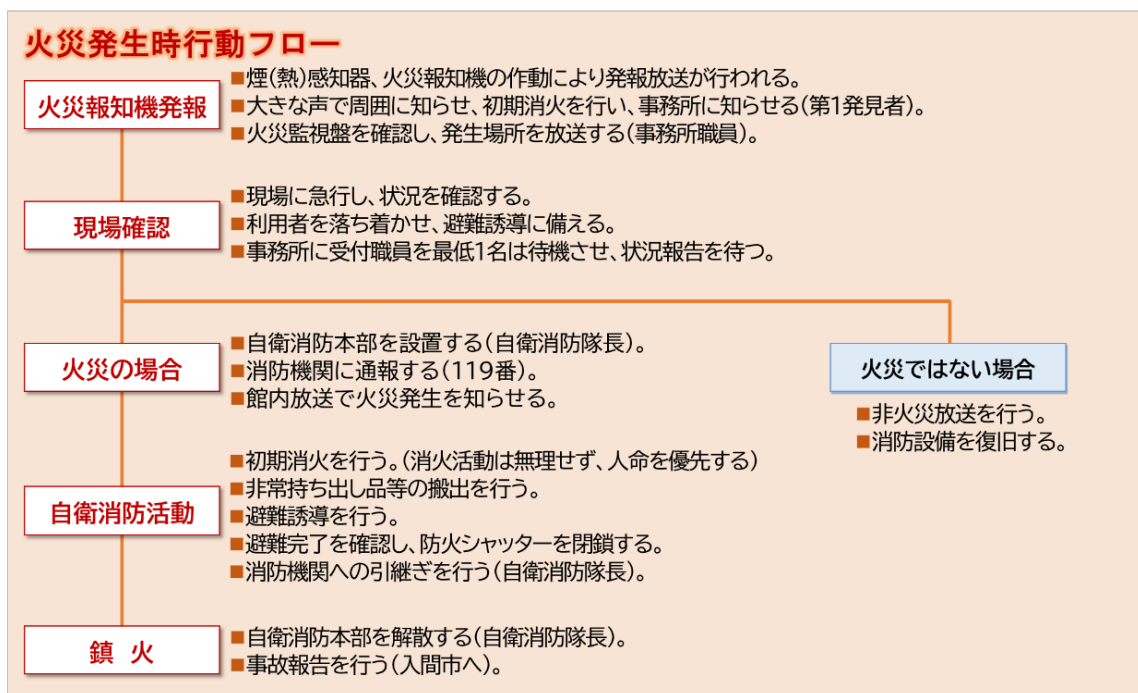 火災発生時行動フロー
火災報知機発報
■煙(熱)感知器、火災報知機の作動により発報放送が行われる。
■大きな声で周囲に知らせ、初期消火を行い、事務所に知らせる(第1発見者)。
■火災監視盤を確認し、発生場所を放送する(事務所職員)。
現場確認
■現場に急行し、状況を確認する。
■利用者を落ち着かせ、避難誘導に備える。
■事務所に受付職員を最低1名は待機させ、状況報告を待つ。
火災の場合
■自衛消防本部を設置する(自衛消防隊長)。
■消防機関に通報する(119番)。
■館内放送で火災発生を知らせる。
火災ではない場合
■非火災放送を行う。
■消防設備を復旧する。
自衛消防活動
■初期消火を行う。(消火活動は無理せず、人命を優先する)
■非常持ち出し品等の搬出を行う。
■避難誘導を行う。
■避難完了を確認し、防火シャッターを閉鎖する。
■消防機関への引継ぎを行う(自衛消防隊長)。
鎮 火
■自衛消防本部を解散する(自衛消防隊長)。
■事故報告を行う(入間市へ)。